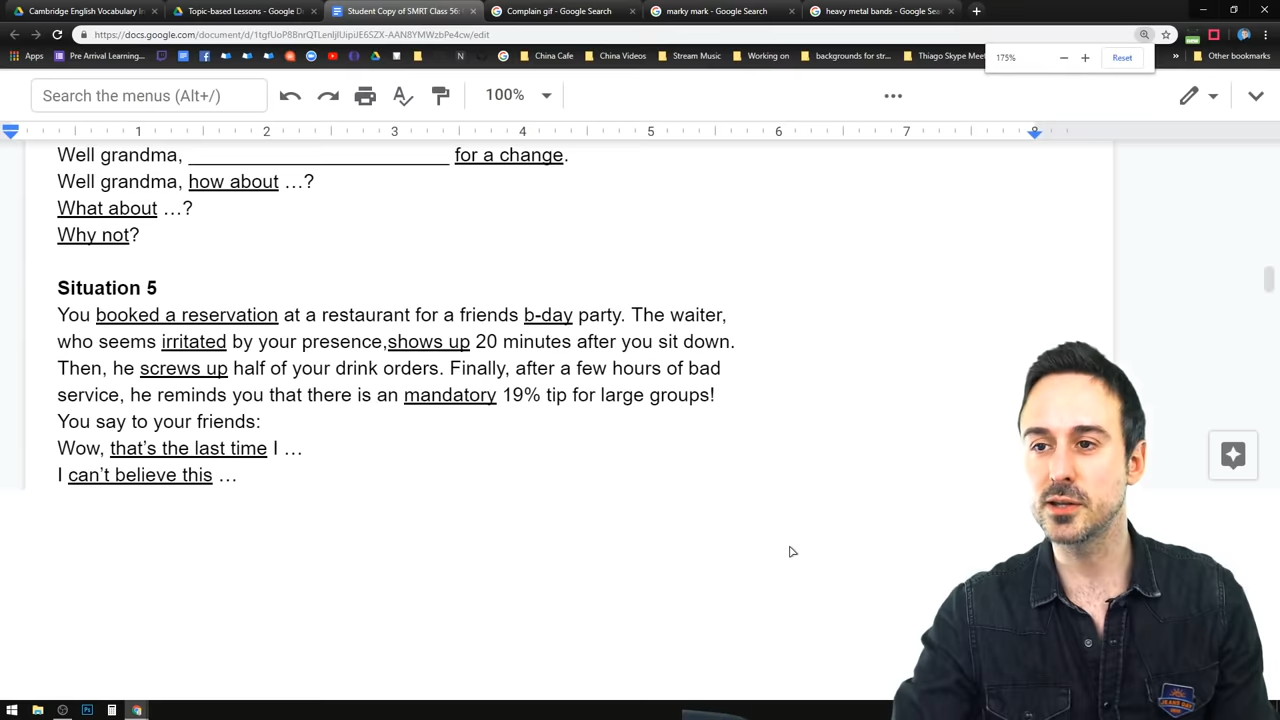 Cambridge English Vocabulary In
Topic-based Lessons - Google D
Student Copy of SMRT Class 56
Complain gif - Google Search
marky mark - Google Search
heavy metal bands - Google Sea
https://docs.google.com/document/d/1tgfUoP8BnrQTLenIjlUipiJE6SZX-AAN8YMWzbPe4cw/edit
Apps
Pre Arrival Learning...
China Cafe
China Videos
Stream Music
Working on
backgrounds for str...
Thiago Skype Meet
Other bookmarks
175%
Reset
Search the menus (Alt+/)
100%
1 2 3 4 5 6 7
Well grandma, __________________________ for a change.
Well grandma, how about …?
What about …?
Why not?
Situation 5
You booked a reservation at a restaurant for a friends b-day party. The waiter,
who seems irritated by your presence,shows up 20 minutes after you sit down.
Then, he screws up half of your drink orders. Finally, after a few hours of bad
service, he reminds you that there is an mandatory 19% tip for large groups!
You say to your friends:
Wow, that's the last time I …
I can't believe this …
JEANS DAY